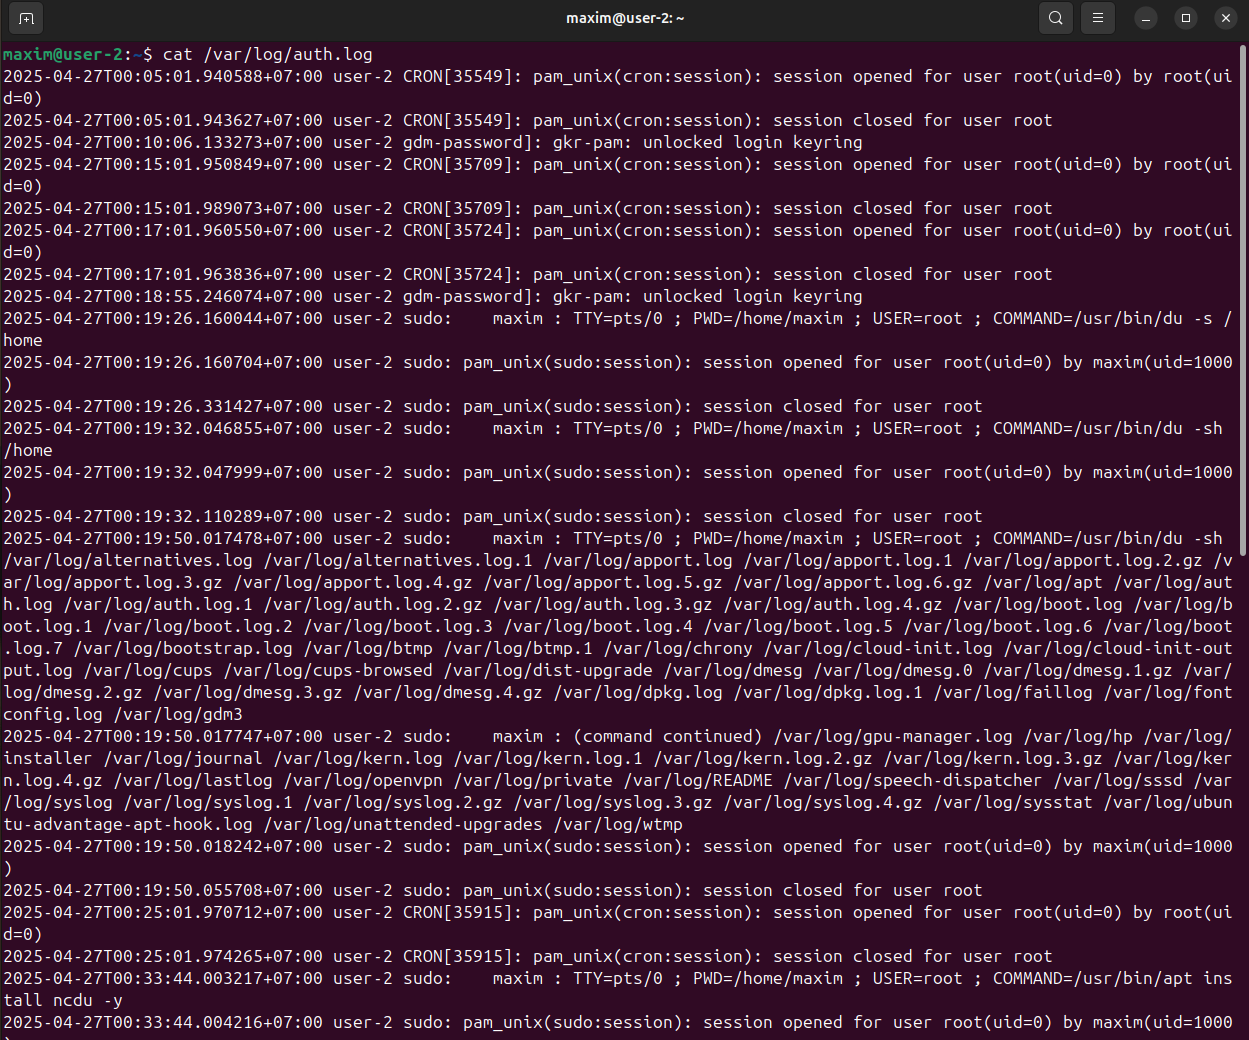 maxim@user-2: ~
maxim@user-2:~$ cat /var/log/auth.log
2025-04-27T00:05:01.940588+07:00 user-2 CRON[35549]: pam_unix(cron:session): session opened for user root(uid=0) by root(ui
d=0)
2025-04-27T00:05:01.943627+07:00 user-2 CRON[35549]: pam_unix(cron:session): session closed for user root
2025-04-27T00:10:06.133273+07:00 user-2 gdm-password]: gkr-pam: unlocked login keyring
2025-04-27T00:15:01.950849+07:00 user-2 CRON[35709]: pam_unix(cron:session): session opened for user root(uid=0) by root(ui
d=0)
2025-04-27T00:15:01.989073+07:00 user-2 CRON[35709]: pam_unix(cron:session): session closed for user root
2025-04-27T00:17:01.960550+07:00 user-2 CRON[35724]: pam_unix(cron:session): session opened for user root(uid=0) by root(ui
d=0)
2025-04-27T00:17:01.963836+07:00 user-2 CRON[35724]: pam_unix(cron:session): session closed for user root
2025-04-27T00:18:55.246074+07:00 user-2 gdm-password]: gkr-pam: unlocked login keyring
2025-04-27T00:19:26.160044+07:00 user-2 sudo:    maxim : TTY=pts/0 ; PWD=/home/maxim ; USER=root ; COMMAND=/usr/bin/du -s /
home
2025-04-27T00:19:26.160704+07:00 user-2 sudo: pam_unix(sudo:session): session opened for user root(uid=0) by maxim(uid=1000
)
2025-04-27T00:19:26.331427+07:00 user-2 sudo: pam_unix(sudo:session): session closed for user root
2025-04-27T00:19:32.046855+07:00 user-2 sudo:    maxim : TTY=pts/0 ; PWD=/home/maxim ; USER=root ; COMMAND=/usr/bin/du -sh
/home
2025-04-27T00:19:32.047999+07:00 user-2 sudo: pam_unix(sudo:session): session opened for user root(uid=0) by maxim(uid=1000
)
2025-04-27T00:19:32.110289+07:00 user-2 sudo: pam_unix(sudo:session): session closed for user root
2025-04-27T00:19:50.017478+07:00 user-2 sudo:    maxim : TTY=pts/0 ; PWD=/home/maxim ; USER=root ; COMMAND=/usr/bin/du -sh
/var/log/alternatives.log /var/log/alternatives.log.1 /var/log/apport.log /var/log/apport.log.1 /var/log/apport.log.2.gz /v
ar/log/apport.log.3.gz /var/log/apport.log.4.gz /var/log/apport.log.5.gz /var/log/apport.log.6.gz /var/log/apt /var/log/aut
h.log /var/log/auth.log.1 /var/log/auth.log.2.gz /var/log/auth.log.3.gz /var/log/auth.log.4.gz /var/log/boot.log /var/log/b
oot.log.1 /var/log/boot.log.2 /var/log/boot.log.3 /var/log/boot.log.4 /var/log/boot.log.5 /var/log/boot.log.6 /var/log/boot
.log.7 /var/log/bootstrap.log /var/log/btmp /var/log/btmp.1 /var/log/chrony /var/log/cloud-init.log /var/log/cloud-init-out
put.log /var/log/cups /var/log/cups-browsed /var/log/dist-upgrade /var/log/dmesg /var/log/dmesg.0 /var/log/dmesg.1.gz /var/
log/dmesg.2.gz /var/log/dmesg.3.gz /var/log/dmesg.4.gz /var/log/dpkg.log /var/log/dpkg.log.1 /var/log/faillog /var/log/font
config.log /var/log/gdm3
2025-04-27T00:19:50.017747+07:00 user-2 sudo:    maxim : (command continued) /var/log/gpu-manager.log /var/log/hp /var/log/
installer /var/log/journal /var/log/kern.log /var/log/kern.log.1 /var/log/kern.log.2.gz /var/log/kern.log.3.gz /var/log/ker
n.log.4.gz /var/log/lastlog /var/log/openvpn /var/log/private /var/log/README /var/log/speech-dispatcher /var/log/sssd /var
/log/syslog /var/log/syslog.1 /var/log/syslog.2.gz /var/log/syslog.3.gz /var/log/syslog.4.gz /var/log/sysstat /var/log/ubun
tu-advantage-apt-hook.log /var/log/unattended-upgrades /var/log/wtmp
2025-04-27T00:19:50.018242+07:00 user-2 sudo: pam_unix(sudo:session): session opened for user root(uid=0) by maxim(uid=1000
)
2025-04-27T00:19:50.055708+07:00 user-2 sudo: pam_unix(sudo:session): session closed for user root
2025-04-27T00:25:01.970712+07:00 user-2 CRON[35915]: pam_unix(cron:session): session opened for user root(uid=0) by root(ui
d=0)
2025-04-27T00:25:01.974265+07:00 user-2 CRON[35915]: pam_unix(cron:session): session closed for user root
2025-04-27T00:33:44.003217+07:00 user-2 sudo:    maxim : TTY=pts/0 ; PWD=/home/maxim ; USER=root ; COMMAND=/usr/bin/apt ins
tall ncdu -y
2025-04-27T00:33:44.004216+07:00 user-2 sudo: pam_unix(sudo:session): session opened for user root(uid=0) by maxim(uid=1000